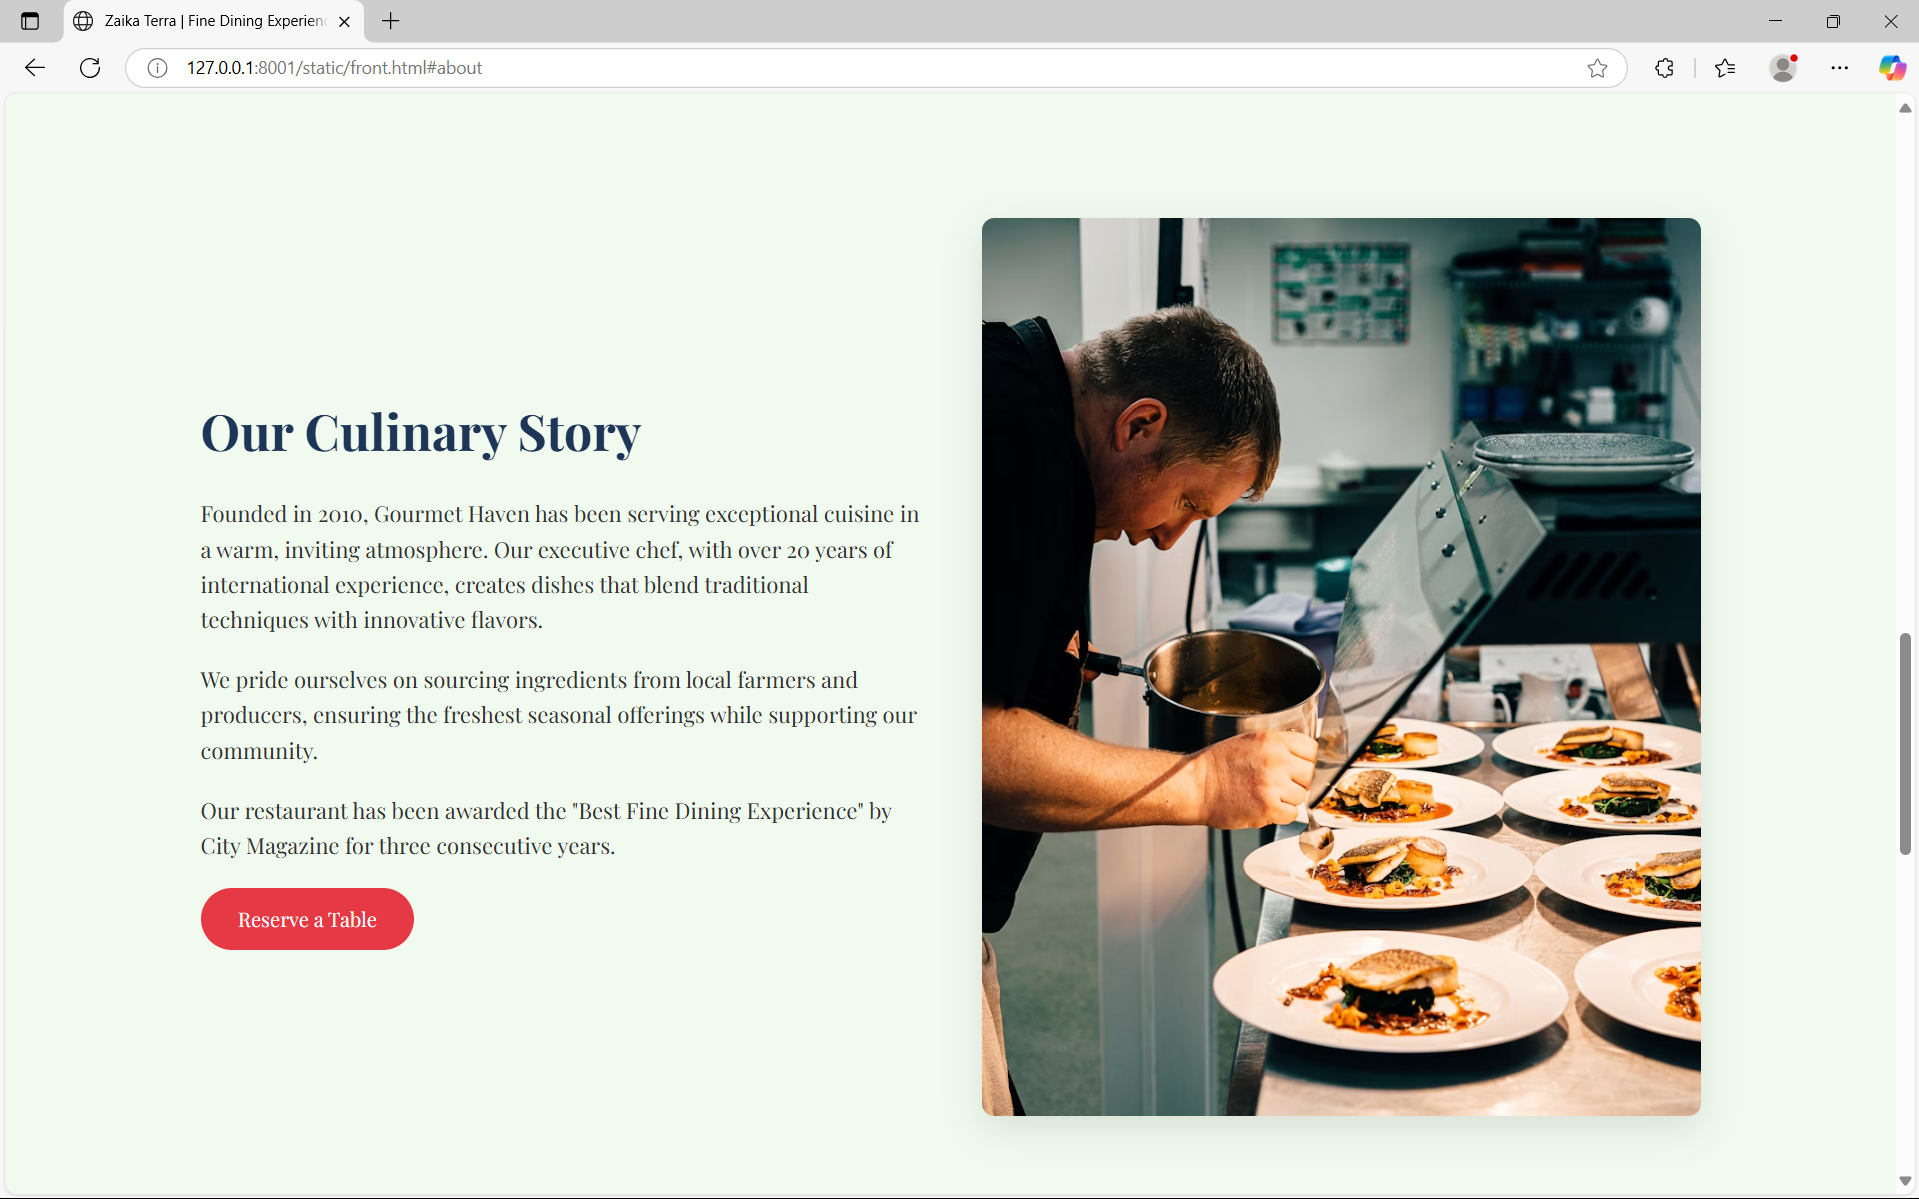 Zaika Terra | Fine Dining Experien
127.0.0.1:8001/static/front.html#about
Our Culinary Story
Founded in 2010, Gourmet Haven has been serving exceptional cuisine in
a warm, inviting atmosphere. Our executive chef, with over 20 years of
international experience, creates dishes that blend traditional
techniques with innovative flavors.
We pride ourselves on sourcing ingredients from local farmers and
producers, ensuring the freshest seasonal offerings while supporting our
community.
Our restaurant has been awarded the "Best Fine Dining Experience" by
City Magazine for three consecutive years.
Reserve a Table